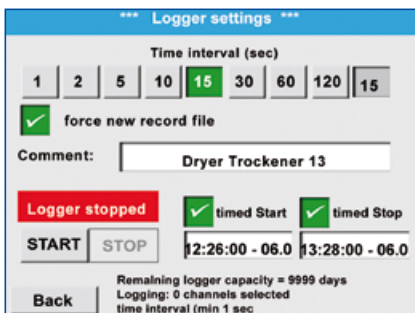 *** Logger settings ***
Time interval (sec)
1 2 5 10 15 30 60 120 15
force new record file
Comment: Dryer Trockener 13
Logger stopped timed Start timed Stop
START STOP 12:26:00 - 06.0 13:28:00 - 06.0
Remaining logger capacity = 9999 days
Back Logging: 0 channels selected
time interval (min 1 sec